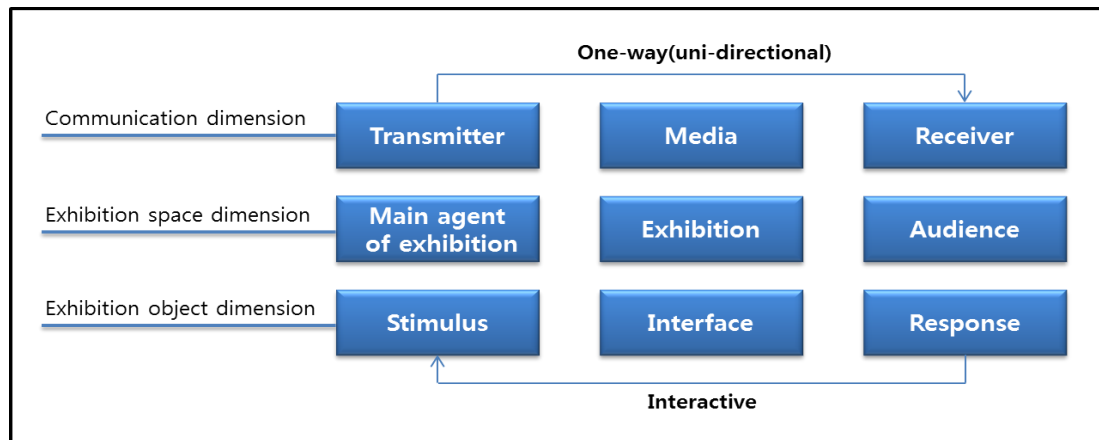 One-way(uni-directional)
Communication dimension
Transmitter
Media
Receiver
Exhibition space dimension
Main agent
of exhibition
Exhibition
Audience
Exhibition object dimension
Stimulus
Interface
Response
Interactive